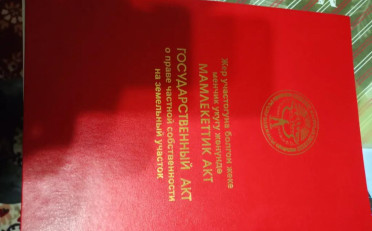 Жер участогуна болгон жеке
менчик укугу жөнүндө
МАМЛЕКЕТТИК АКТ
ГОСУДАРСТВЕННЫЙ АКТ
о праве частной собственности
на земельный участок